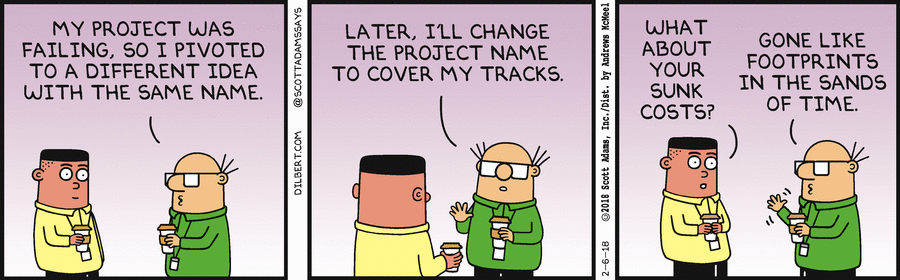 MY PROJECT WAS
FAILING, SO I PIVOTED
TO A DIFFERENT IDEA
WITH THE SAME NAME.
DILBERT.COM @SCOTTADAMSSAYS
LATER, I'LL CHANGE
THE PROJECT NAME
TO COVER MY TRACKS.
2-6-18 ©2018 Scott Adams, Inc./Dist. by Andrews McMeel
WHAT
ABOUT
YOUR
SUNK
COSTS?
GONE LIKE
FOOTPRINTS
IN THE SANDS
OF TIME.